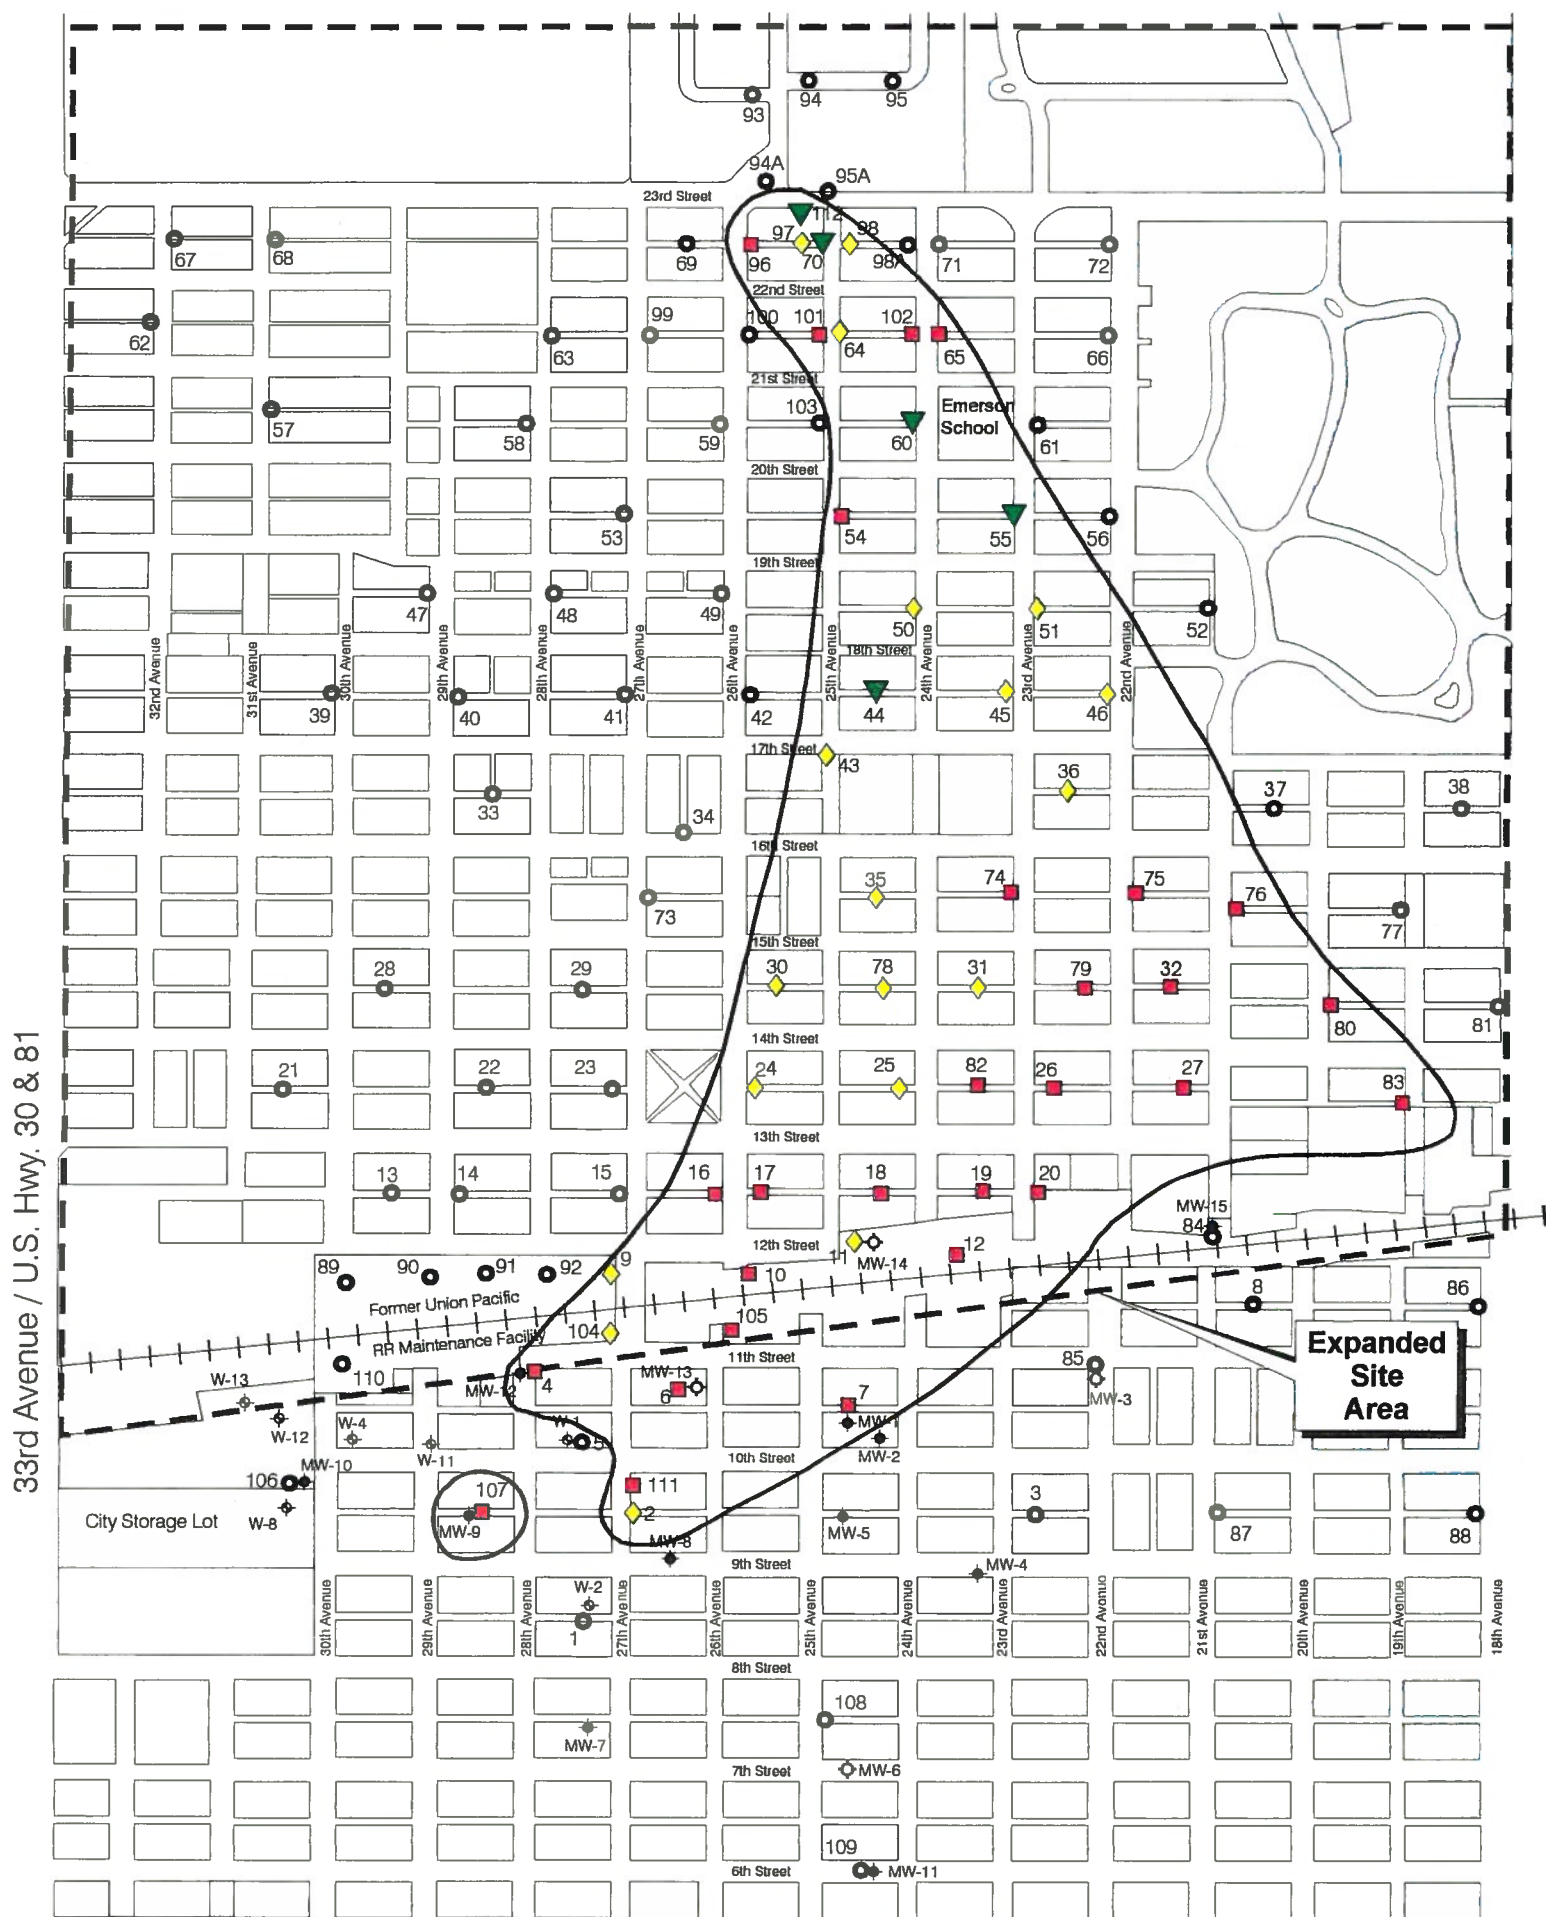 94
95
93
94A
95A
23rd Street
112
97
98
67
68
69
96
70
98A
71
72
22nd Street
99
100
101
102
62
63
64
65
66
21st Street
103
Emerson
School
57
58
59
60
61
20th Street
53
54
55
56
19th Street
47
48
49
50
51
52
18th Street
32nd Avenue
31st Avenue
30th Avenue
29th Avenue
28th Avenue
27th Avenue
26th Avenue
25th Avenue
24th Avenue
23rd Avenue
22nd Avenue
39
40
41
42
44
45
46
17th Street
43
36
37
38
33
34
16th Street
35
74
75
76
73
77
15th Street
28
29
30
78
31
79
32
80
81
14th Street
21
22
23
24
25
82
26
27
83
13th Street
13
14
15
16
17
18
19
20
MW-15
84
12th Street
11
MW-14
12
9
89
90
91
92
10
8
86
Former Union Pacific
RR Maintenance Facility
104
105
Expanded
Site
Area
11th Street
110
MW-12
4
MW-13
6
85
MW-3
7
W-13
W-12
W-4
W-11
W-1
5
MW-1
MW-2
10th Street
106
MW-10
107
111
3
City Storage Lot
W-8
MW-9
2
MW-5
87
88
MW-8
9th Street
MW-4
30th Avenue
29th Avenue
28th Avenue
W-2
1
27th Avenue
26th Avenue
25th Avenue
24th Avenue
23rd Avenue
22nd Avenue
21st Avenue
20th Avenue
19th Avenue
18th Avenue
8th Street
108
MW-7
7th Street
MW-6
109
6th Street
MW-11
33rd Avenue / U.S. Hwy. 30 & 81